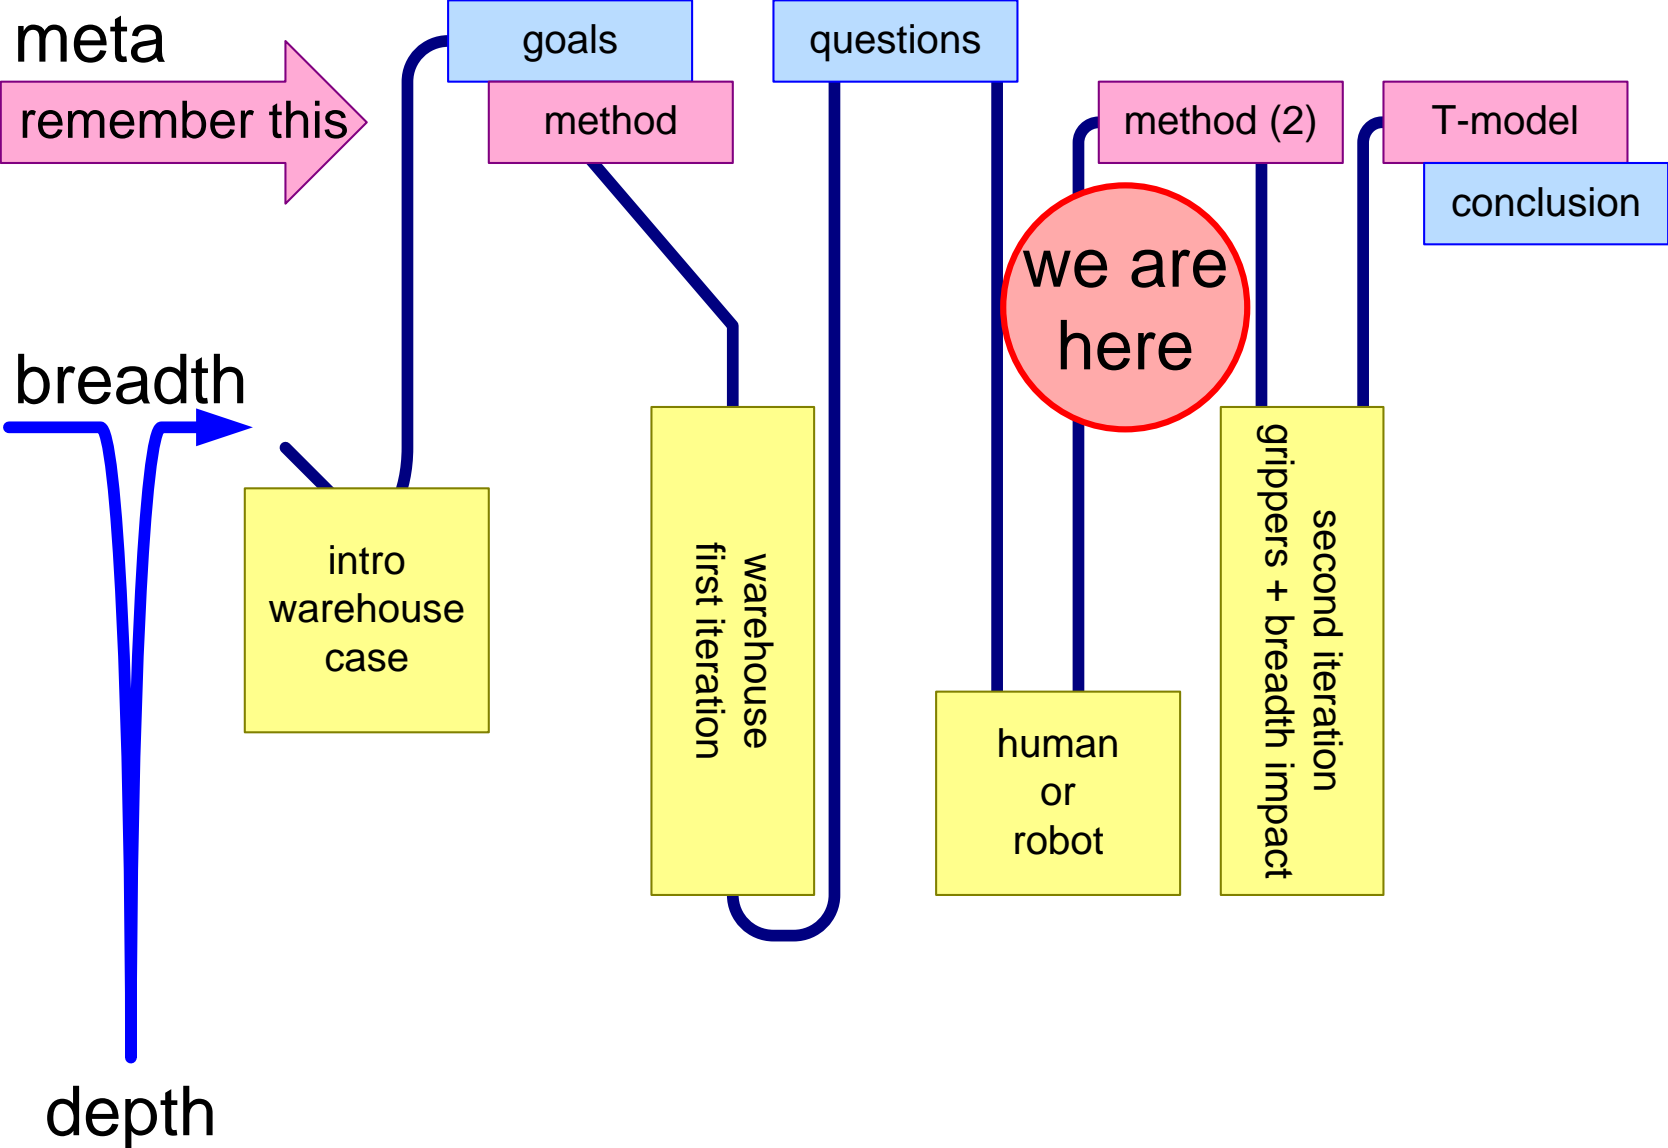 meta
remember this
goals
method
questions
method (2)
T-model
conclusion
we are
here
breadth
depth
intro
warehouse
case
warehouse
first iteration
human
or
robot
second iteration
grippers + breadth impact